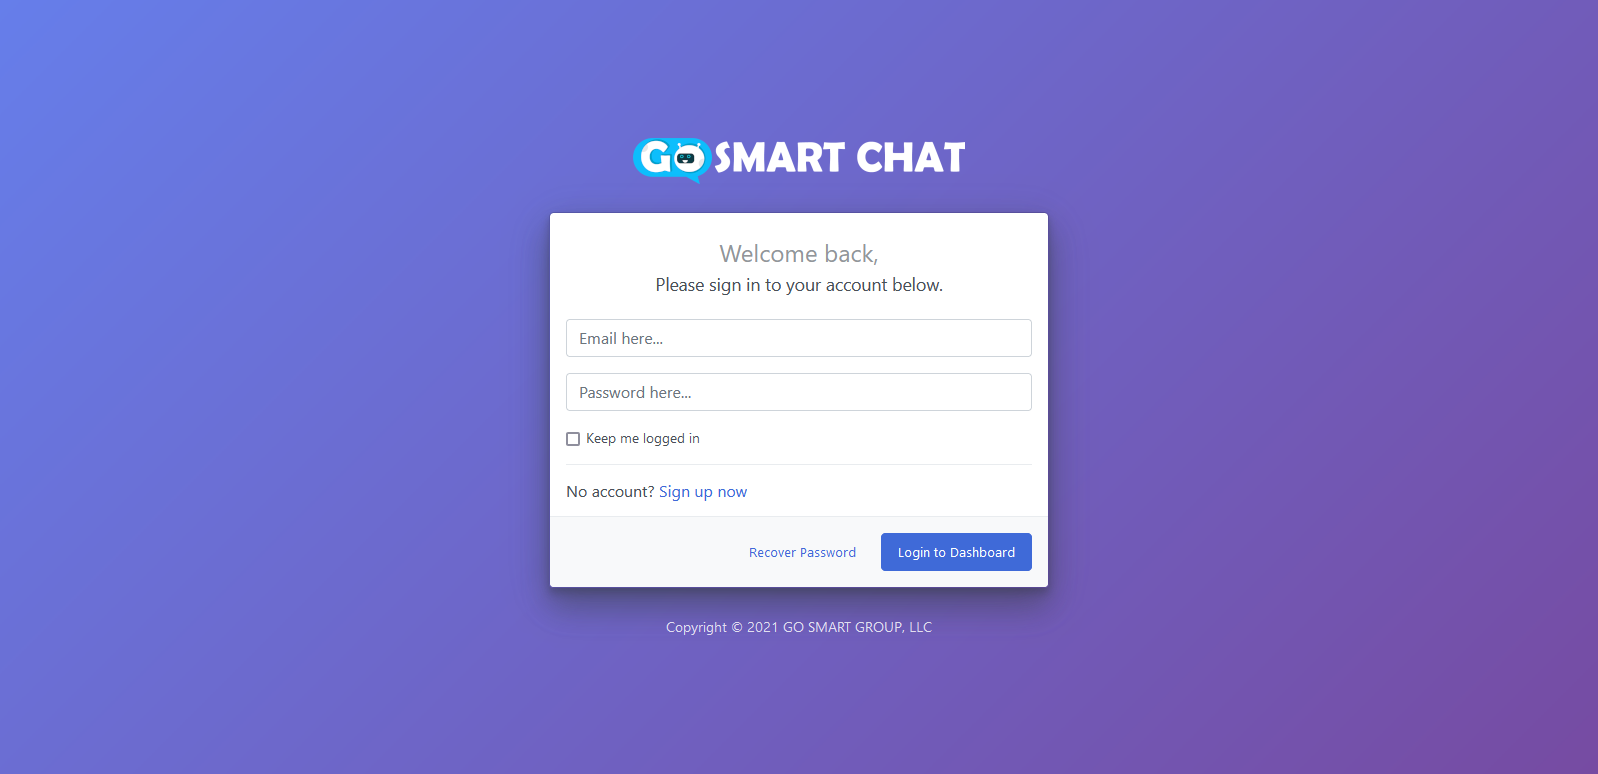 GO SMART CHAT
Welcome back,
Please sign in to your account below.
Email here...
Password here...
Keep me logged in
No account? Sign up now
Recover Password
Login to Dashboard
Copyright © 2021 GO SMART GROUP, LLC